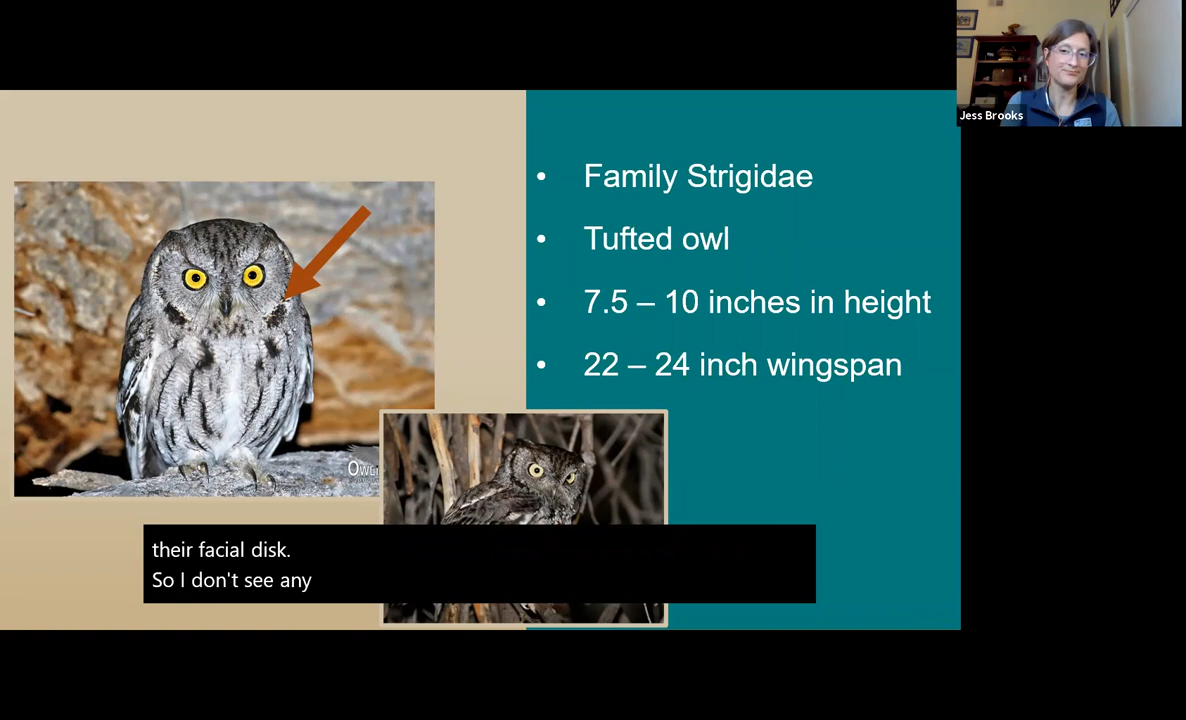 Jess Brooks
• Family Strigidae
• Tufted owl
• 7.5 – 10 inches in height
• 22 – 24 inch wingspan
their facial disk.
So I don't see any